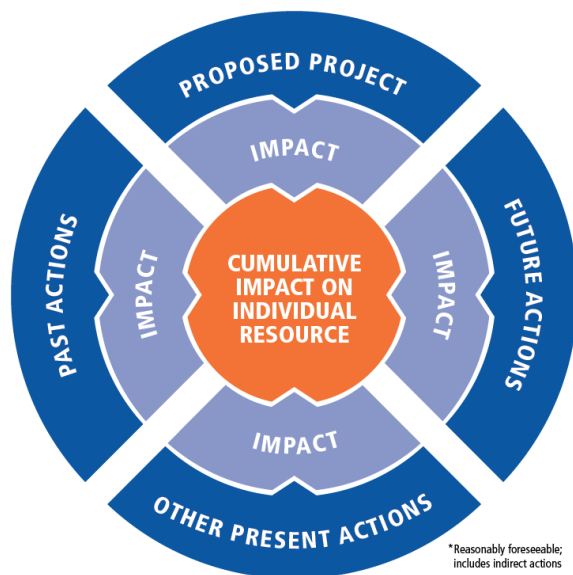 PROPOSED PROJECT
IMPACT
PAST ACTIONS
IMPACT
CUMULATIVE
IMPACT ON
INDIVIDUAL
RESOURCE
IMPACT
FUTURE ACTIONS
IMPACT
OTHER PRESENT ACTIONS
*Reasonably foreseeable;
includes indirect actions